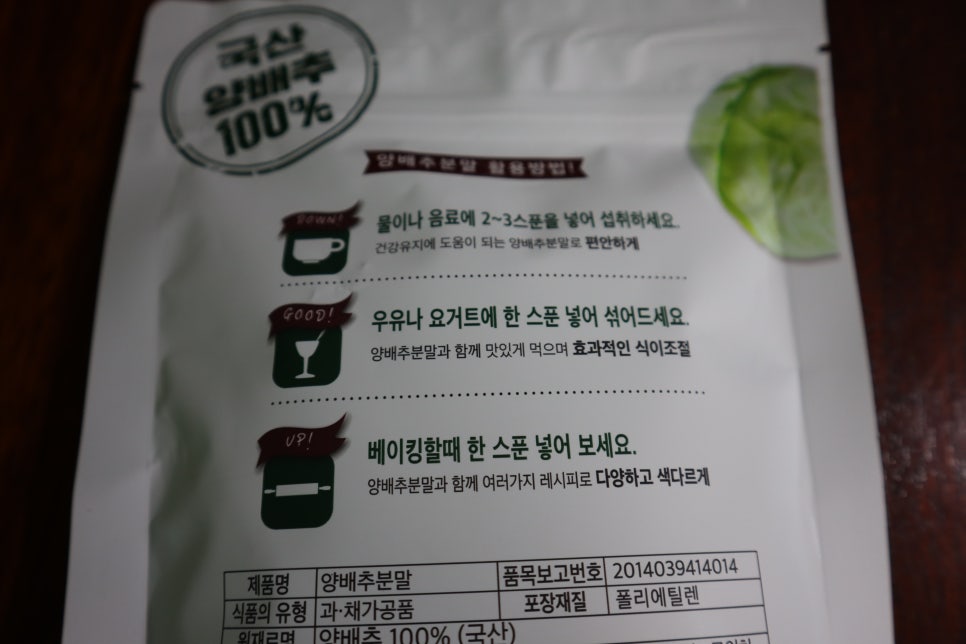 국산
양배추
100%
양배추분말 활용방법!
DOWN!
물이나 음료에 2~3스푼을 넣어 섭취하세요.
건강유지에 도움이 되는 양배추분말로 편안하게
GOOD!
우유나 요거트에 한 스푼 넣어 섞어드세요.
양배추분말과 함께 맛있게 먹으며 효과적인 식이조절
UP!
베이킹할때 한 스푼 넣어 보세요.
양배추분말과 함께 여러가지 레시피로 다양하고 색다르게
제품명 양배추분말 품목보고번호 2014039414014
식품의 유형 과·채가공품 포장재질 폴리에틸렌
원재료명 양배추 100% (국산)